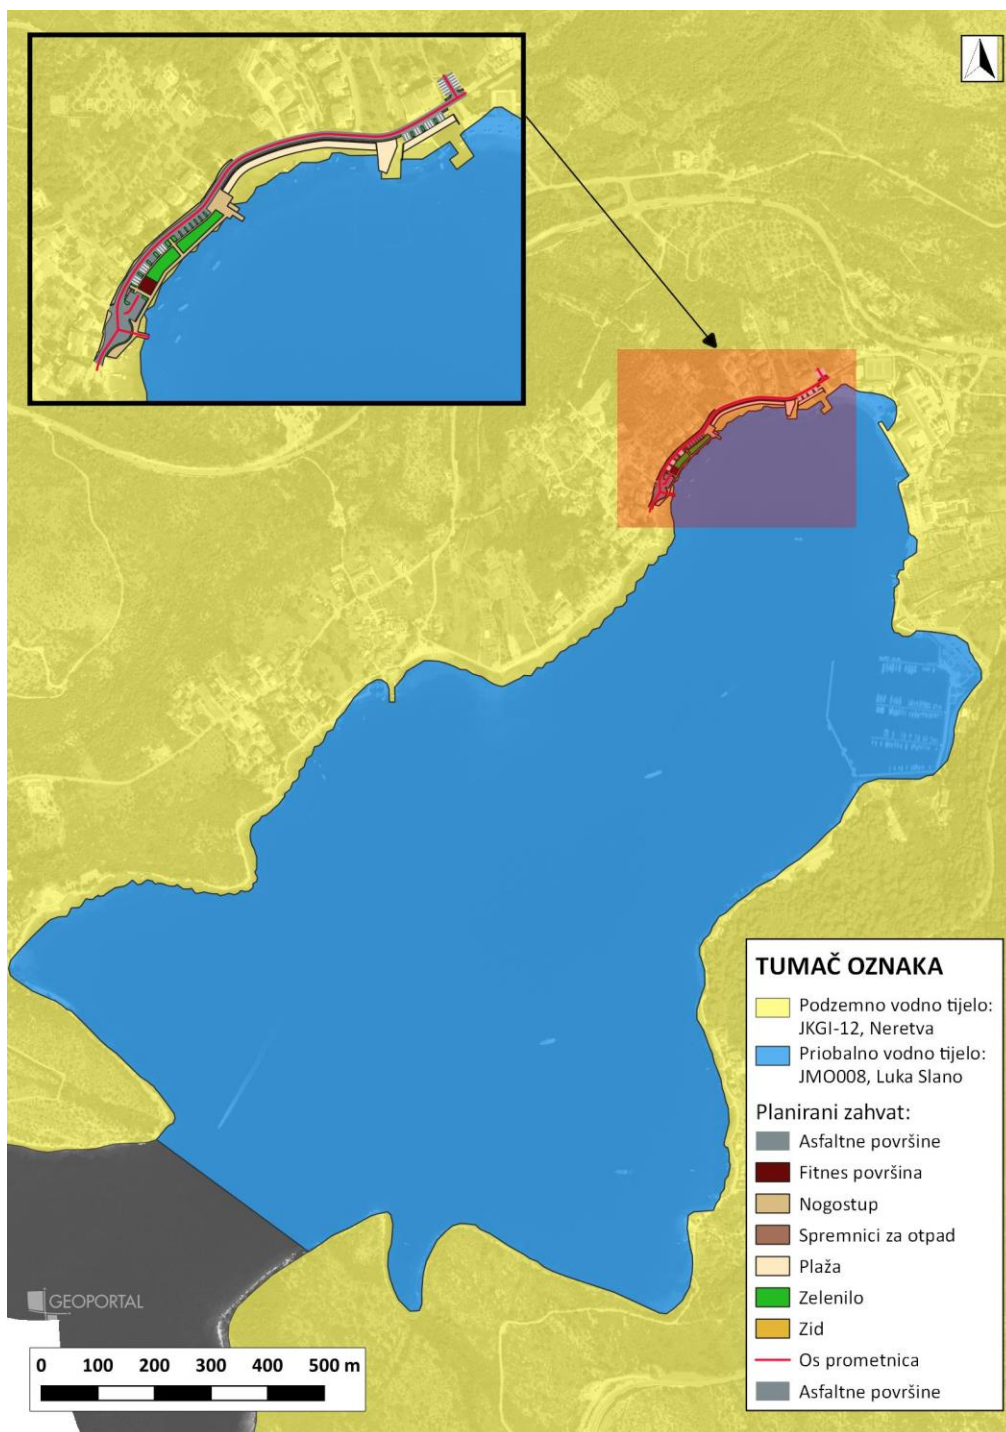 GEOPORTAL
TUMAČ OZNAKA
Podzemno vodno tijelo:
JKGI-12, Neretva
Priobalno vodno tijelo:
JMO008, Luka Slano
Planirani zahvat:
Asfaltne površine
Fitnes površina
Nogostup
Spremnici za otpad
Plaža
Zelenilo
Zid
Os prometnica
Asfaltne površine
GEOPORTAL
0 100 200 300 400 500 m